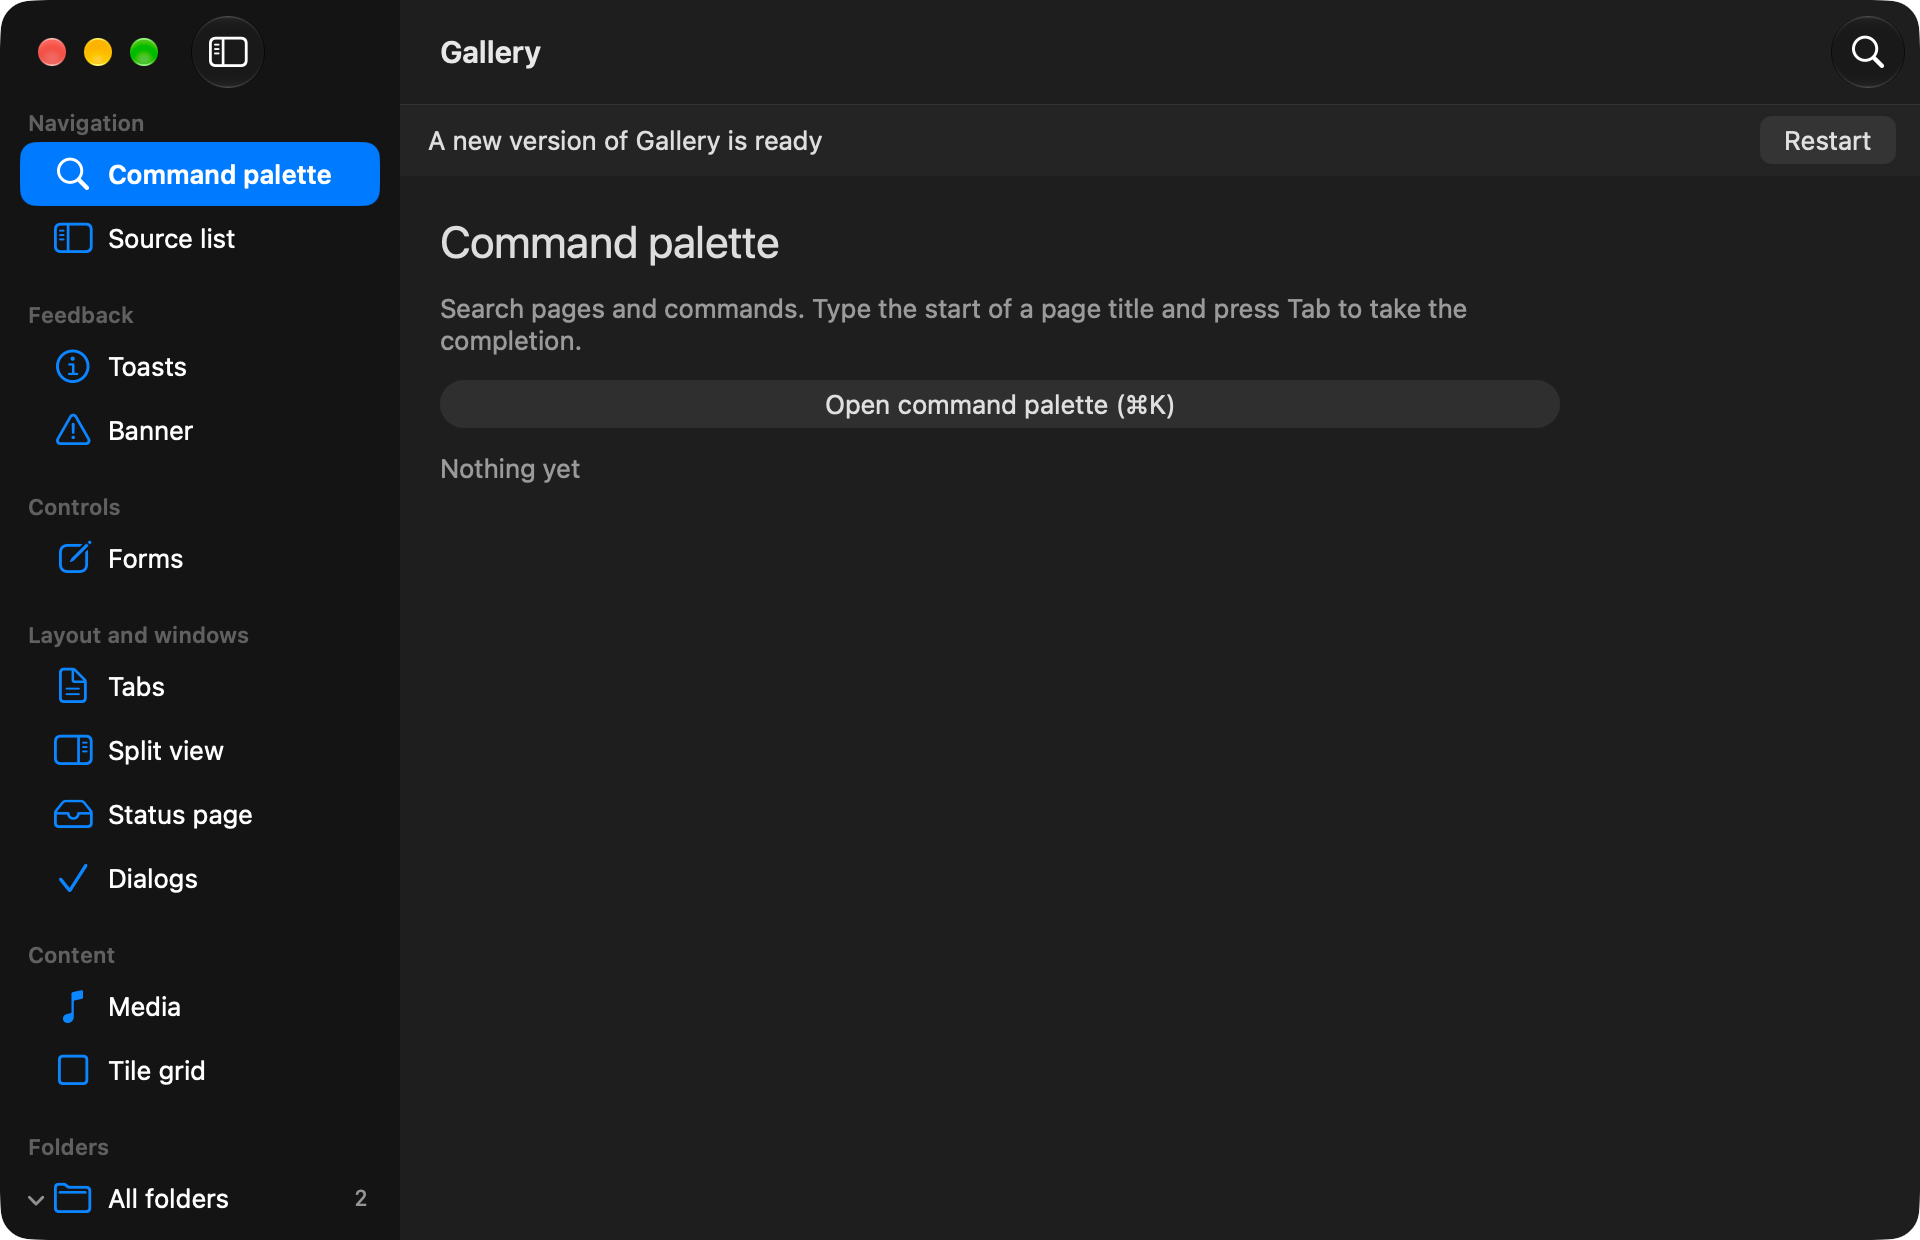 Gallery
Navigation
Command palette
Source list
Feedback
Toasts
Banner
Controls
Forms
Layout and windows
Tabs
Split view
Status page
Dialogs
Content
Media
Tile grid
Folders
All folders 2
A new version of Gallery is ready
Restart
Command palette
Search pages and commands. Type the start of a page title and press Tab to take the
completion.
Open command palette (⌘K)
Nothing yet